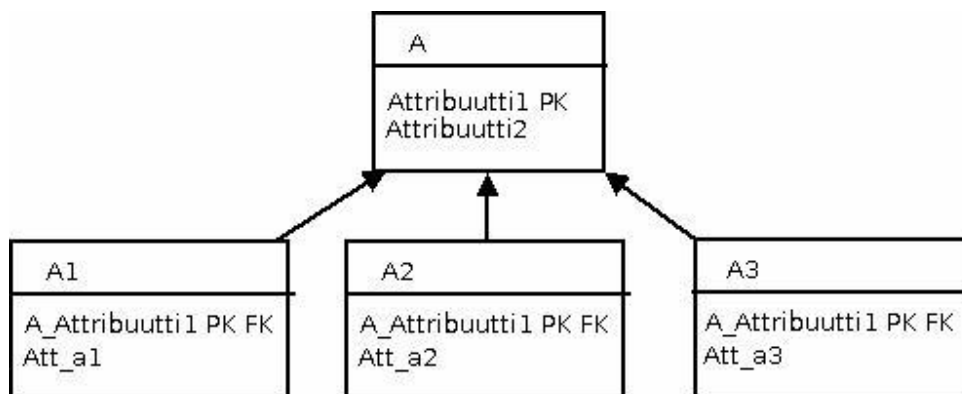 A
Attribuutti1 PK
Attribuutti2
A1
A_Attribuutti1 PK FK
Att_a1
A2
A_Attribuutti1 PK FK
Att_a2
A3
A_Attribuutti1 PK FK
Att_a3